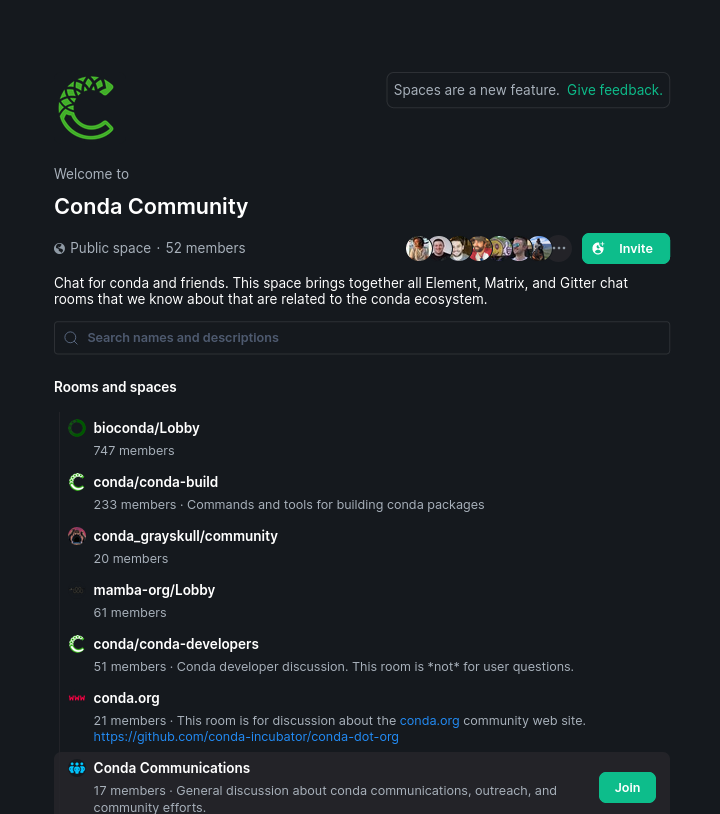 Spaces are a new feature. Give feedback.
Welcome to
Conda Community
Public space · 52 members
Invite
Chat for conda and friends. This space brings together all Element, Matrix, and Gitter chat
rooms that we know about that are related to the conda ecosystem.
Search names and descriptions
Rooms and spaces
bioconda/Lobby
747 members
conda/conda-build
233 members · Commands and tools for building conda packages
conda_grayskull/community
20 members
mamba-org/Lobby
61 members
conda/conda-developers
51 members · Conda developer discussion. This room is *not* for user questions.
www conda.org
21 members · This room is for discussion about the conda.org community web site.
https://github.com/conda-incubator/conda-dot-org
Conda Communications
17 members · General discussion about conda communications, outreach, and
community efforts.
Join